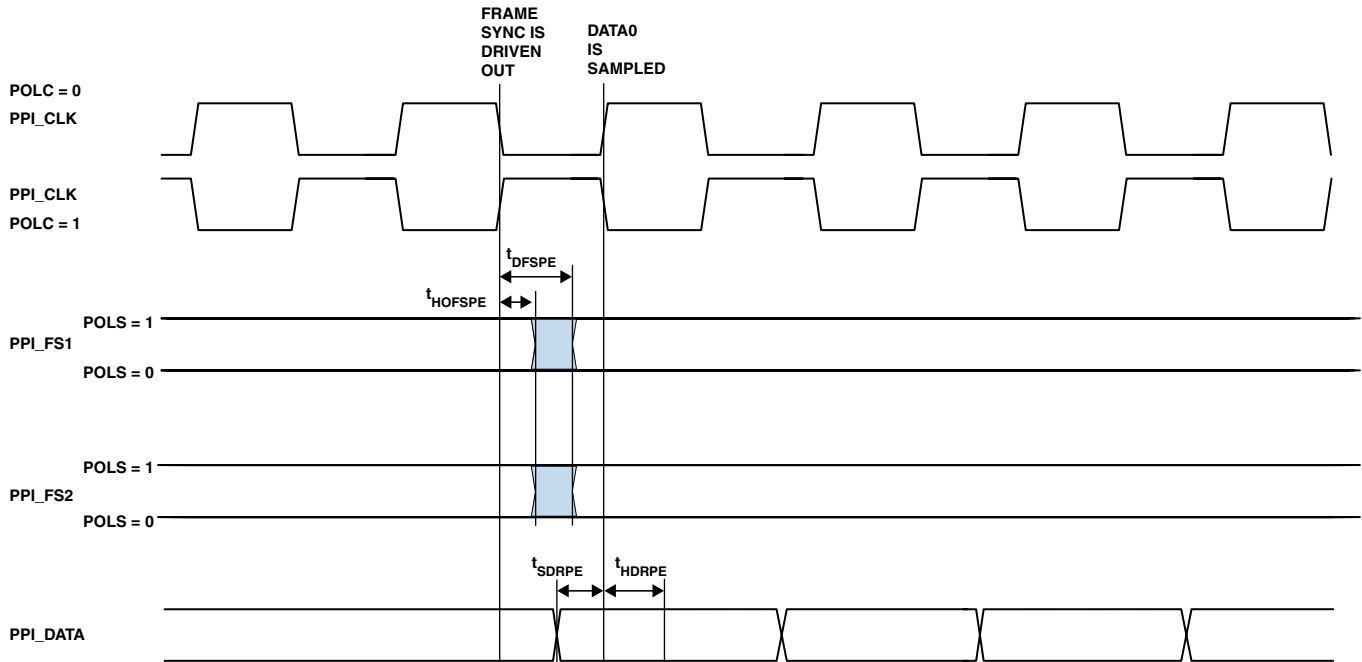 FRAME
SYNC IS
DRIVEN
OUT
DATA0
IS
SAMPLED
POLC = 0
PPI_CLK
PPI_CLK
POLC = 1
tDFSPE
tHOFSPE
POLS = 1
PPI_FS1
POLS = 0
POLS = 1
PPI_FS2
POLS = 0
tSDRPE
tHDRPE
PPI_DATA